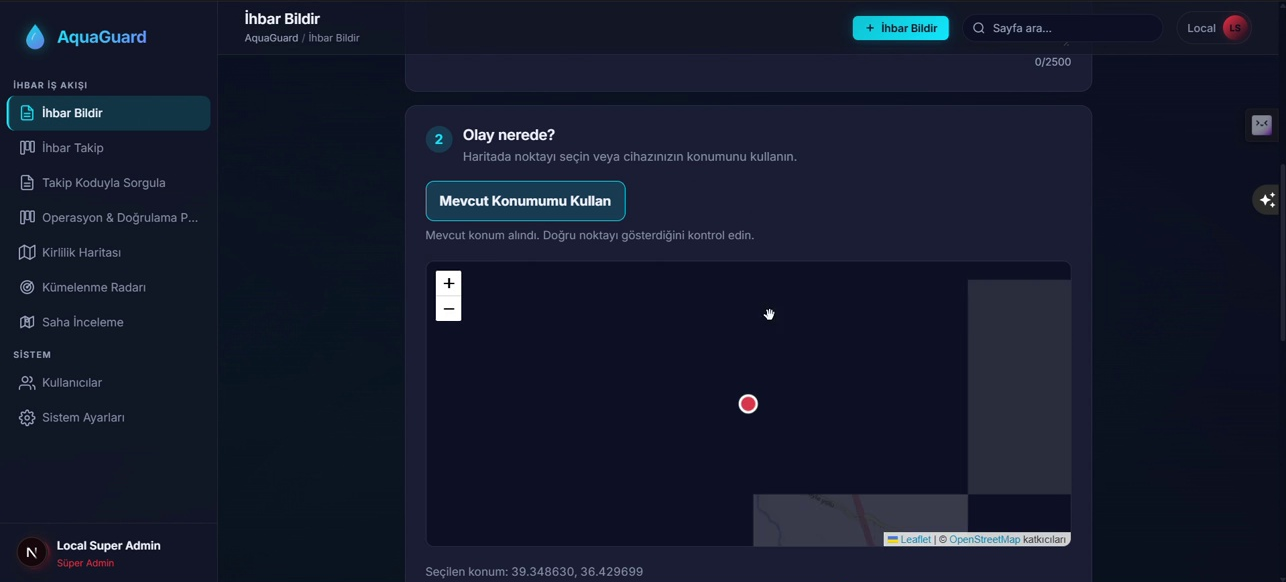 AquaGuard
İHBAR İŞ AKIŞI
İhbar Bildir
İhbar Takip
Takip Koduyla Sorgula
Operasyon & Doğrulama P...
Kirlilik Haritası
Kümelenme Radarı
Saha İnceleme
SİSTEM
Kullanıcılar
Sistem Ayarları
N
Local Super Admin
Süper Admin
İhbar Bildir
AquaGuard / İhbar Bildir
+ İhbar Bildir
Sayfa ara...
Local LS
0/2500
2
Olay nerede?
Haritada noktayı seçin veya cihazınızın konumunu kullanın.
Mevcut Konumumu Kullan
Mevcut konum alındı. Doğru noktayı gösterdiğini kontrol edin.
+
−
Leaflet | © OpenStreetMap katkıcıları
Seçilen konum: 39.348630, 36.429699